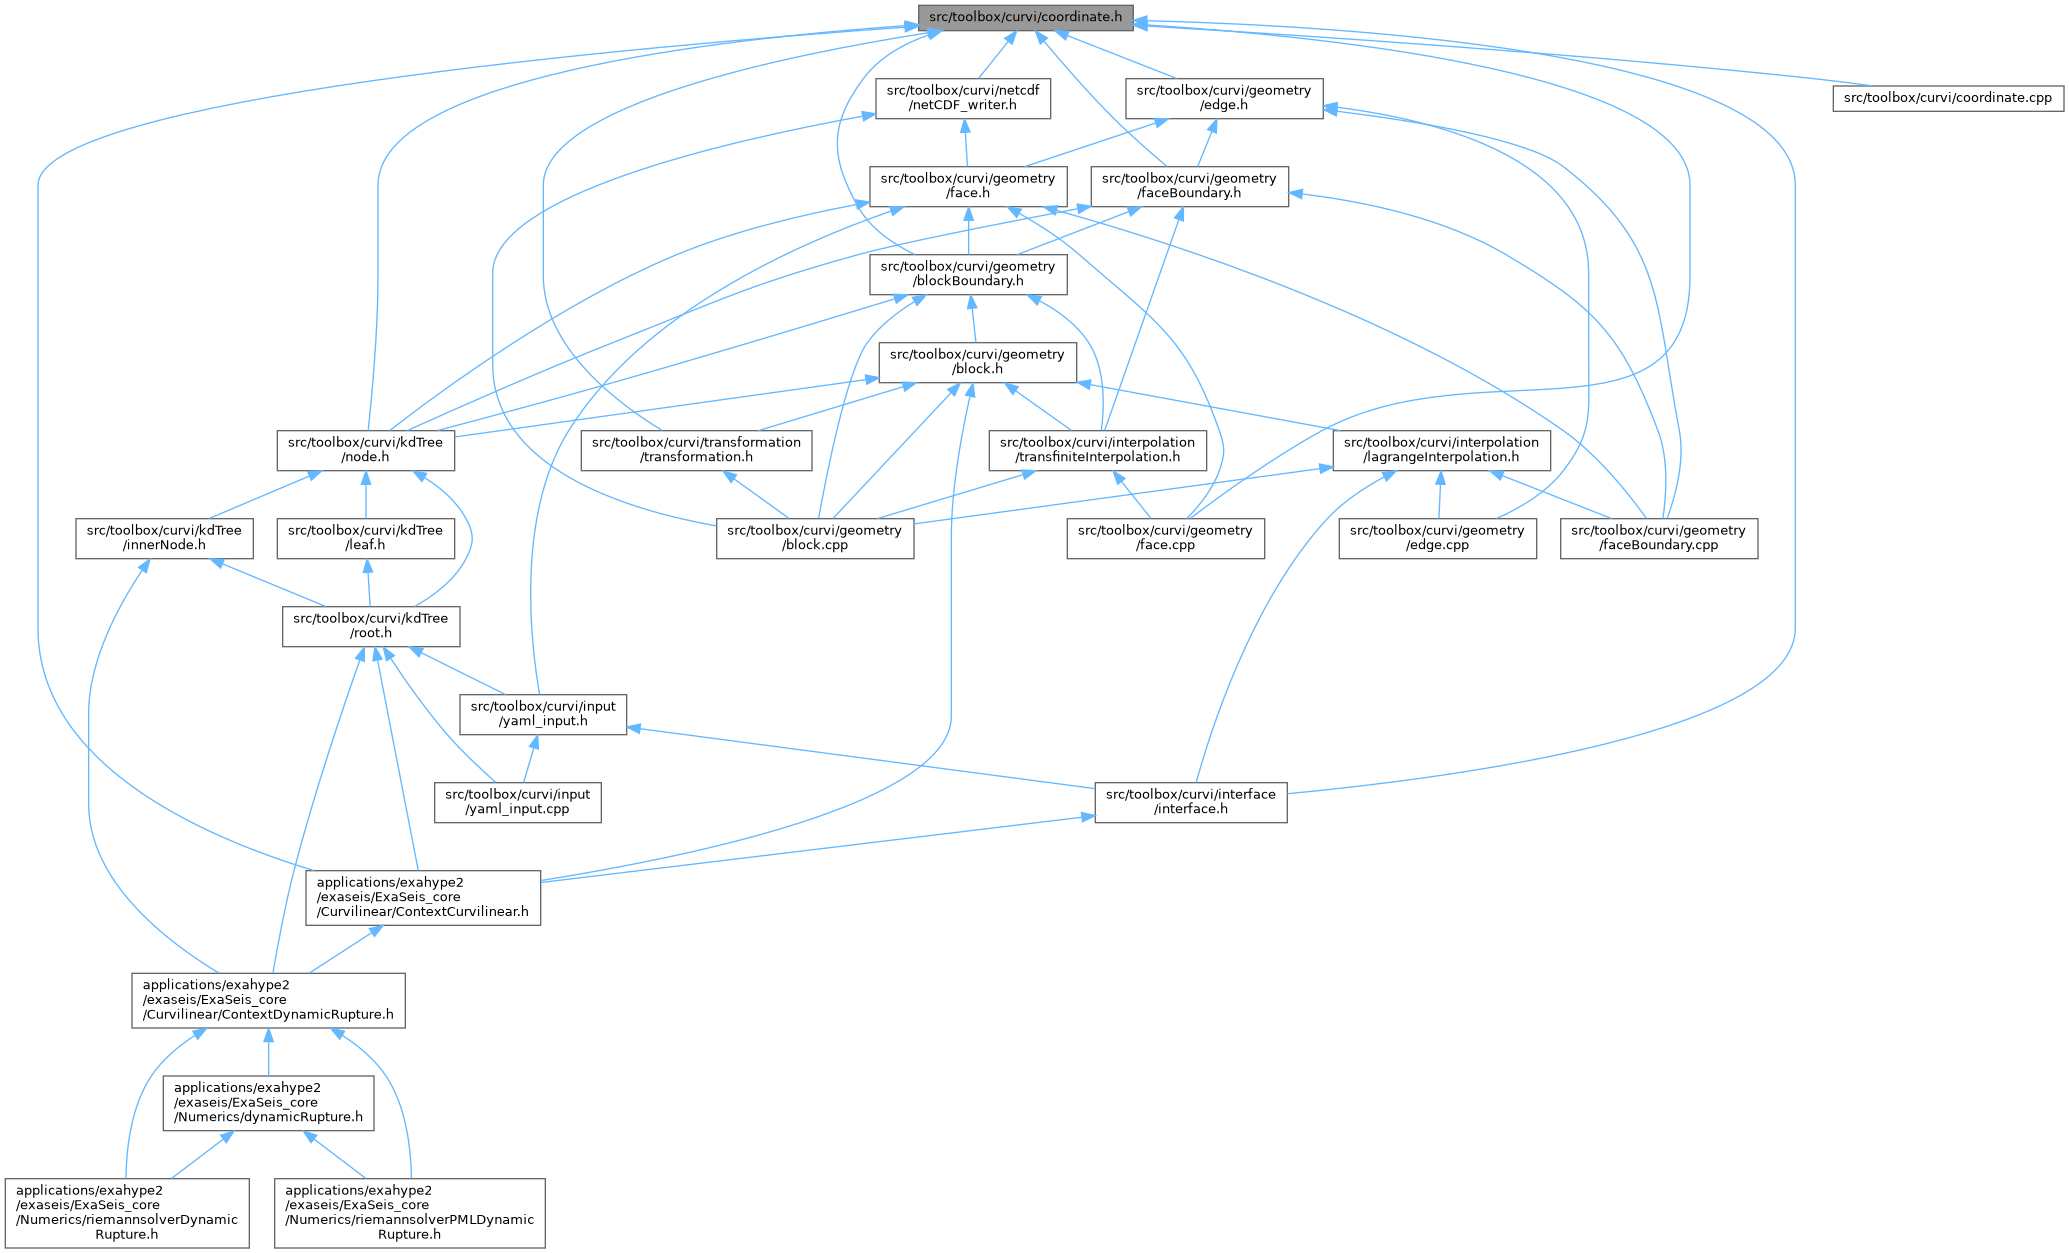 src/toolbox/curvi/coordinate.h
src/toolbox/curvi/netcdf
/netCDF_writer.h
src/toolbox/curvi/geometry
/edge.h
src/toolbox/curvi/coordinate.cpp
src/toolbox/curvi/geometry
/face.h
src/toolbox/curvi/geometry
/faceBoundary.h
src/toolbox/curvi/geometry
/blockBoundary.h
src/toolbox/curvi/geometry
/block.h
src/toolbox/curvi/kdTree
/node.h
src/toolbox/curvi/transformation
/transformation.h
src/toolbox/curvi/interpolation
/transfiniteInterpolation.h
src/toolbox/curvi/interpolation
/lagrangeInterpolation.h
src/toolbox/curvi/kdTree
/innerNode.h
src/toolbox/curvi/kdTree
/leaf.h
src/toolbox/curvi/geometry
/block.cpp
src/toolbox/curvi/geometry
/face.cpp
src/toolbox/curvi/geometry
/edge.cpp
src/toolbox/curvi/geometry
/faceBoundary.cpp
src/toolbox/curvi/kdTree
/root.h
src/toolbox/curvi/input
/yaml_input.h
src/toolbox/curvi/input
/yaml_input.cpp
src/toolbox/curvi/interface
/interface.h
applications/exahype2
/exaseis/ExaSeis_core
/Curvilinear/ContextCurvilinear.h
applications/exahype2
/exaseis/ExaSeis_core
/Curvilinear/ContextDynamicRupture.h
applications/exahype2
/exaseis/ExaSeis_core
/Numerics/dynamicRupture.h
applications/exahype2
/exaseis/ExaSeis_core
/Numerics/riemannsolverDynamic
Rupture.h
applications/exahype2
/exaseis/ExaSeis_core
/Numerics/riemannsolverPMLDynamic
Rupture.h